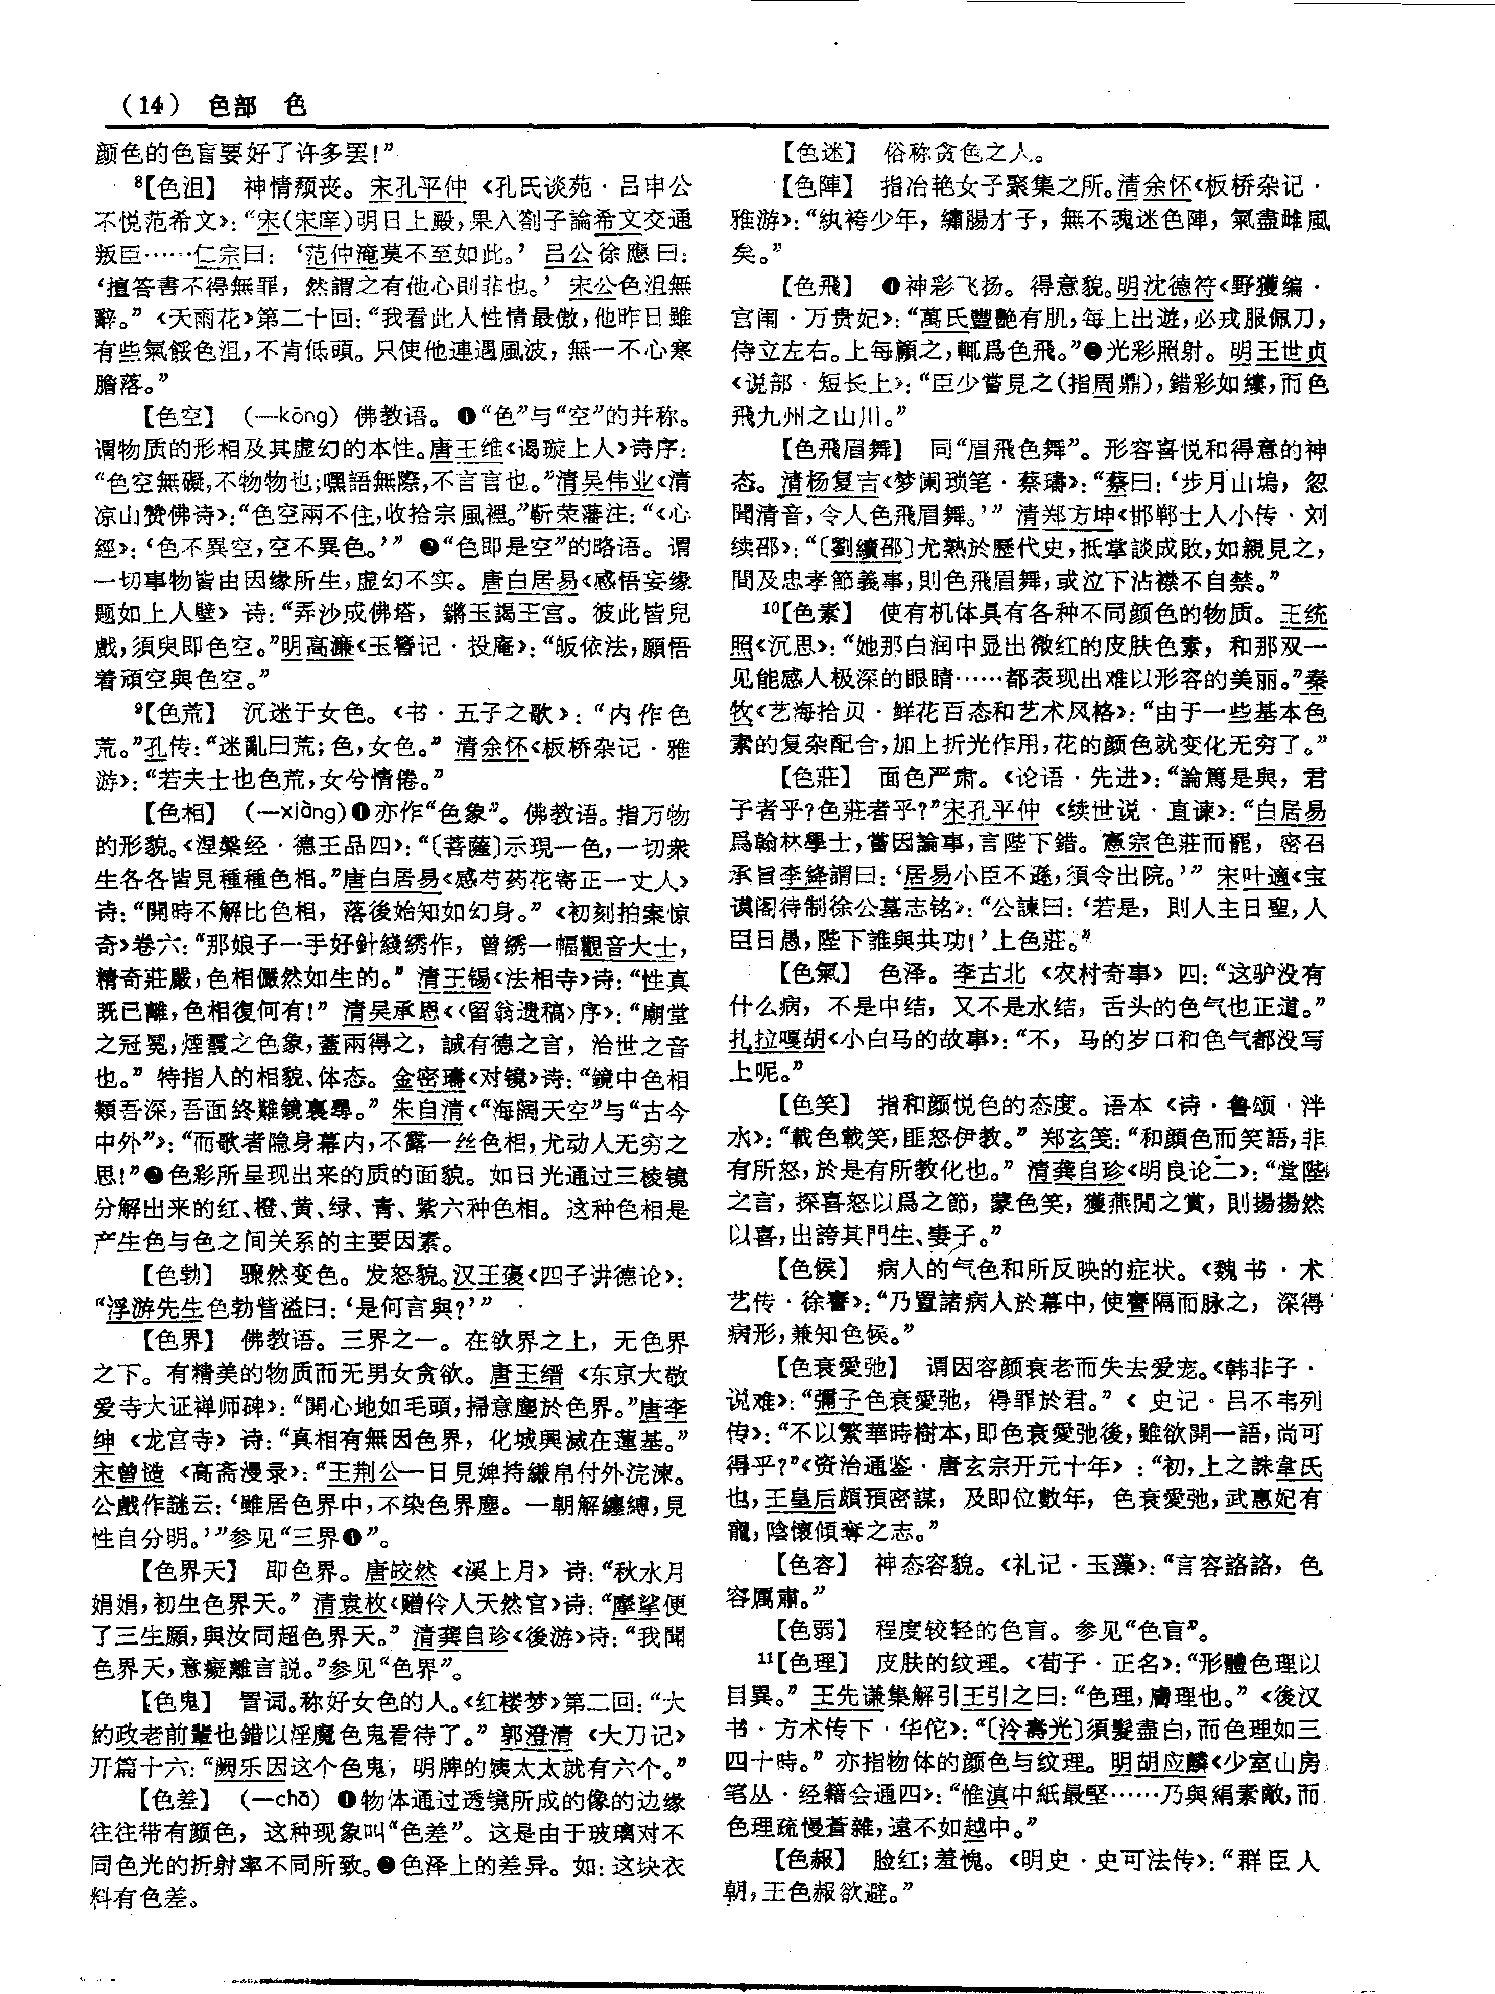 （14） 色部 色
颜色的色盲要好了许多罢！”
⁸【色沮】 神情颓丧。宋孔平仲《孔氏谈苑·吕申公
不悦范希文》：“宋（宋庠）明日上殿，果入劄子論希文交通
叛臣……仁宗曰：‘范仲淹莫不至如此。’吕公徐應曰：
‘擅答書不得無罪，然謂之有他心則非也。’宋公色沮無
辭。”《天雨花》第二十回：“我看此人性情最傲，他昨日雖
有些氣餒色沮，不肯低頭。只使他連遇風波，無一不心寒
膽落。”
【色空】 （—kōng）佛教语。❶“色”与“空”的并称。
谓物质的形相及其虚幻的本性。唐王维《谒璇上人》诗序：
“色空無礙，不物物也；嘿語無際，不言言也。”清吴伟业《清
凉山赞佛诗》：“色空兩不住，收拾宗風裡。”靳荣藩注：“《心
經》：‘色不異空，空不異色。’”❷“色即是空”的略语。谓
一切事物皆由因缘所生，虚幻不实。唐白居易《感悟妄缘
题如上人壁》诗：“弄沙成佛塔，鏘玉謁王宫。彼此皆兒
戲，須臾即色空。”明高濂《玉簪记·投庵》：“皈依法，願悟
着頑空與色空。”
⁹【色荒】 沉迷于女色。《书·五子之歌》：“内作色
荒。”孔传：“迷亂曰荒；色，女色。”清余怀《板桥杂记·雅
游》：“若夫士也色荒，女兮情倦。”
【色相】 （—xiàng）❶亦作“色象”。佛教语。指万物
的形貌。《涅槃经·德王品四》：“〔菩薩〕示現一色，一切衆
生各各皆見種種色相。”唐白居易《感芍药花寄正一丈人》
诗：“開時不解比色相，落後始知如幻身。”《初刻拍案惊
奇》卷六：“那娘子一手好針綫綉作，曾綉一幅觀音大士，
精奇莊嚴，色相儼然如生的。”清王锡《法相寺》诗：“性真
既已離，色相復何有！”清吴承恩《〈留翁遗稿〉序》：“廟堂
之冠冕，煙霞之色象，蓋兩得之，誠有德之言，治世之音
也。”特指人的相貌、体态。金密璹《对镜》诗：“鏡中色相
類吾深，吾面終難鏡裏尋。”朱自清《“海阔天空”与“古今
中外”》：“而歌者隐身幕内，不露一丝色相，尤动人无穷之
思！”❷色彩所呈现出来的质的面貌。如日光通过三棱镜
分解出来的红、橙、黄、绿、青、紫六种色相。这种色相是
产生色与色之间关系的主要因素。
【色勃】 骤然变色。发怒貌。汉王褒《四子讲德论》：
“浮游先生色勃眥溢曰：‘是何言與？’”
【色界】 佛教语。三界之一。在欲界之上，无色界
之下。有精美的物质而无男女贪欲。唐王缙《东京大敬
爱寺大证禅师碑》：“開心地如毛頭，掃意塵於色界。”唐李
绅《龙宫寺》诗：“真相有無因色界，化城興滅在蓮基。”
宋曾慥《高斋漫录》：“王荆公一日見婢持縑帛付外浣湅。
公戲作謎云：‘雖居色界中，不染色界塵。一朝解纏縛，見
性自分明。’”参见“三界❶”。
【色界天】 即色界。唐皎然《溪上月》诗：“秋水月
娟娟，初生色界天。”清袁枚《赠伶人天然官》诗：“摩挲便
了三生願，與汝同超色界天。”清龚自珍《後游》诗：“我聞
色界天，意癡離言説。”参见“色界”。
【色鬼】 詈词。称好女色的人。《红楼梦》第二回：“大
約政老前輩也錯以淫魔色鬼看待了。”郭澄清《大刀记》
开篇十六：“阙乐因这个色鬼，明牌的姨太太就有六个。”
【色差】 （—chā）❶物体通过透镜所成的像的边缘
往往带有颜色，这种现象叫“色差”。这是由于玻璃对不
同色光的折射率不同所致。❷色泽上的差异。如：这块衣
料有色差。
【色迷】 俗称贪色之人。
【色陣】 指冶艳女子聚集之所。清余怀《板桥杂记·
雅游》：“紈袴少年，繡腸才子，無不魂迷色陣，氣盡雌風
矣。”
【色飛】 ❶神彩飞扬。得意貌。明沈德符《野獲编·
宫闱·万贵妃》：“萬氏豐艷有肌，每上出遊，必戎服佩刀，
侍立左右。上每顧之，輒爲色飛。”❷光彩照射。明王世贞
《说部·短长上》：“臣少嘗見之（指周鼎），錯彩如縷，而色
飛九州之山川。”
【色飛眉舞】 同“眉飛色舞”。形容喜悦和得意的神
态。清杨复吉《梦阑琐笔·蔡璹》：“蔡曰：‘步月山塢，忽
聞清音，令人色飛眉舞。’”清郑方坤《邯郸士人小传·刘
续邵》：“〔劉續邵〕尤熟於歷代史，抵掌談成敗，如親見之，
間及忠孝節義事，則色飛眉舞，或泣下沾襟不自禁。”
¹⁰【色素】 使有机体具有各种不同颜色的物质。王统
照《沉思》：“她那白润中显出微红的皮肤色素，和那双一
见能感人极深的眼睛……都表现出难以形容的美丽。”秦
牧《艺海拾贝·鲜花百态和艺术风格》：“由于一些基本色
素的复杂配合，加上折光作用，花的颜色就变化无穷了。”
【色莊】 面色严肃。《论语·先进》：“論篤是與，君
子者乎？色莊者乎？”宋孔平仲《续世说·直谏》：“白居易
爲翰林學士，嘗因論事，言陛下錯。憲宗色莊而罷，密召
承旨李絳謂曰：‘居易小臣不遜，須令出院。’”宋叶適《宝
谟阁待制徐公墓志铭》：“公諫曰：‘若是，則人主日聖，人
臣日愚，陛下誰與共功！’上色莊。”
【色氣】 色泽。李古北《农村奇事》四：“这驴没有
什么病，不是中结，又不是水结，舌头的色气也正道。”
扎拉嘎胡《小白马的故事》：“不，马的岁口和色气都没写
上呢。”
【色笑】 指和颜悦色的态度。语本《诗·鲁颂·泮
水》：“載色載笑，匪怒伊教。”郑玄笺：“和顔色而笑語，非
有所怒，於是有所教化也。”清龚自珍《明良论二》：“堂陛
之言，探喜怒以爲之節，蒙色笑，獲燕閒之賞，則揚揚然
以喜，出誇其門生、妻子。”
【色候】 病人的气色和所反映的症状。《魏书·术
艺传·徐謇》：“乃置諸病人於幕中，使謇隔而脉之，深得
病形，兼知色候。”
【色衰愛弛】 谓因容颜衰老而失去爱宠。《韩非子·
说难》：“彌子色衰愛弛，得罪於君。”《史记·吕不韦列
传》：“不以繁華時樹本，即色衰愛弛後，雖欲開一語，尚可
得乎？”《资治通鉴·唐玄宗开元十年》：“初，上之誅韋氏
也，王皇后頗預密謀，及即位數年，色衰愛弛，武惠妃有
寵，陰懷傾奪之志。”
【色容】 神态容貌。《礼记·玉藻》：“言容詻詻，色
容厲肅。”
【色弱】 程度较轻的色盲。参见“色盲”。
¹¹【色理】 皮肤的纹理。《荀子·正名》：“形體色理以
目異。”王先谦集解引王引之曰：“色理，膚理也。”《後汉
书·方术传下·华佗》：“〔泠壽光〕須髮盡白，而色理如三
四十時。”亦指物体的颜色与纹理。明胡应麟《少室山房
笔丛·经籍会通四》：“惟滇中紙最堅……乃與絹素敵，而
色理疏慢蒼雜，遠不如越中。”
【色赧】 脸红；羞愧。《明史·史可法传》：“群臣人
朝，王色赧欲避。”